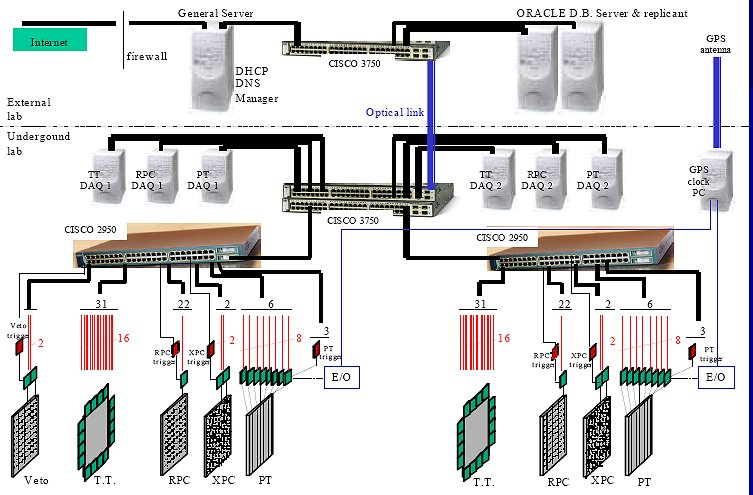 General Server
ORACLE D.B. Server & replicant
GPS
antenna
Internet
firewall
CISCO 3750
DHCP
DNS
Manager
External
lab
Optical link
Undergound
lab
TT
DAQ 1
RPC
DAQ 1
PT
DAQ 1
TT
DAQ 2
RPC
DAQ 2
PT
DAQ 2
GPS
clock
PC
CISCO 3750
CISCO 2950
CISCO 2950
31
22
2
6
31
22
2
6
Veto
trigger
2
16
RPC
trigger
XPC
trigger
2
8
3
PT
trigger
16
RPC
trigger
XPC
trigger
2
8
3
PT
trigger
E/O
E/O
Veto
T.T.
RPC
XPC
PT
T.T.
RPC
XPC
PT